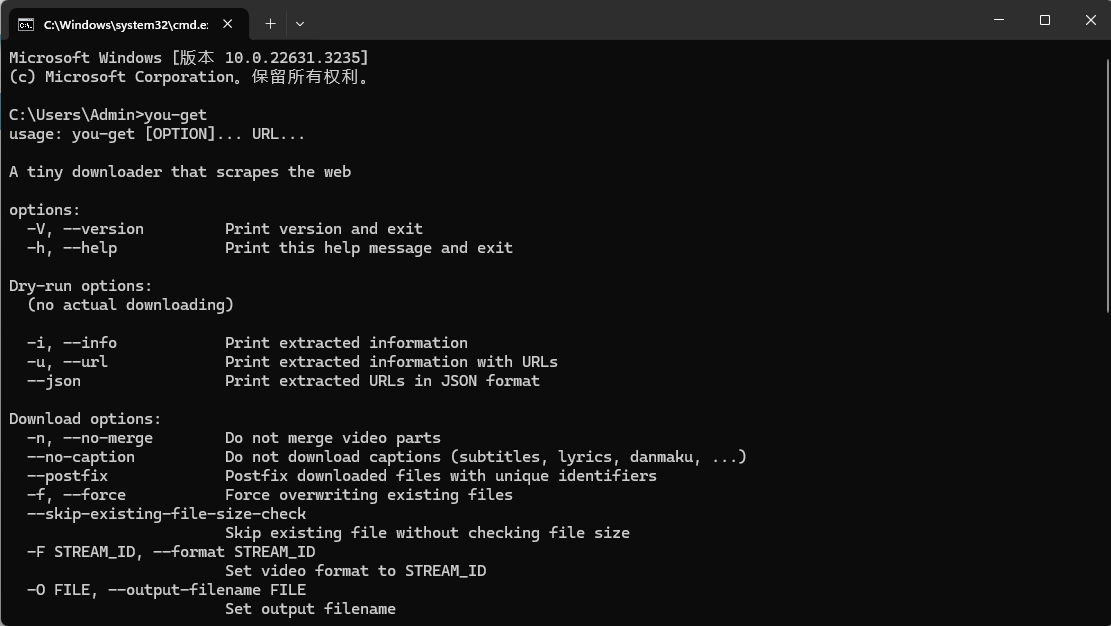 C:\Windows\system32\cmd.e:
Microsoft Windows [版本 10.0.22631.3235]
(c) Microsoft Corporation。保留所有权利。
C:\Users\Admin>you-get
usage: you-get [OPTION]... URL...
A tiny downloader that scrapes the web
options:
-V, --version Print version and exit
-h, --help Print this help message and exit
Dry-run options:
(no actual downloading)
-i, --info Print extracted information
-u, --url Print extracted information with URLs
--json Print extracted URLs in JSON format
Download options:
-n, --no-merge Do not merge video parts
--no-caption Do not download captions (subtitles, lyrics, danmaku, ...)
--postfix Postfix downloaded files with unique identifiers
-f, --force Force overwriting existing files
--skip-existing-file-size-check
Skip existing file without checking file size
-F STREAM_ID, --format STREAM_ID
Set video format to STREAM_ID
-O FILE, --output-filename FILE
Set output filename